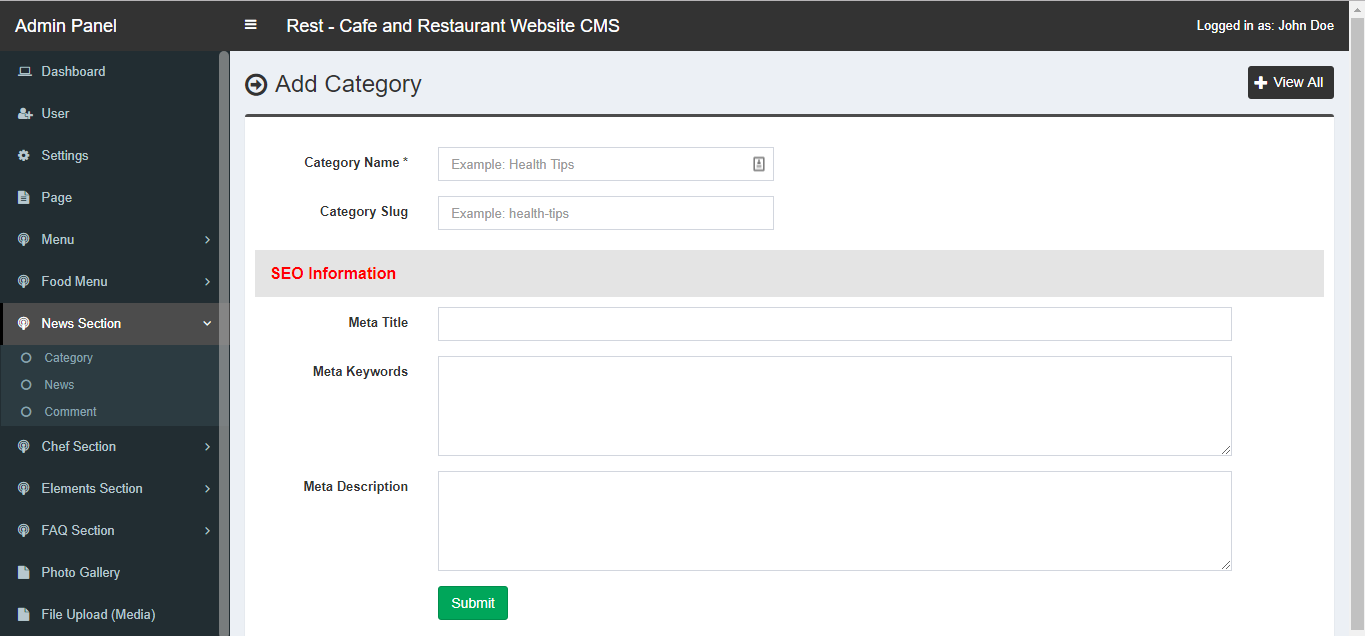 Admin Panel
Rest - Cafe and Restaurant Website CMS
Logged in as: John Doe
Dashboard
User
Settings
Page
Menu
Food Menu
News Section
Category
News
Comment
Chef Section
Elements Section
FAQ Section
Photo Gallery
File Upload (Media)
Add Category
View All
Category Name *
Example: Health Tips
Category Slug
Example: health-tips
SEO Information
Meta Title
Meta Keywords
Meta Description
Submit